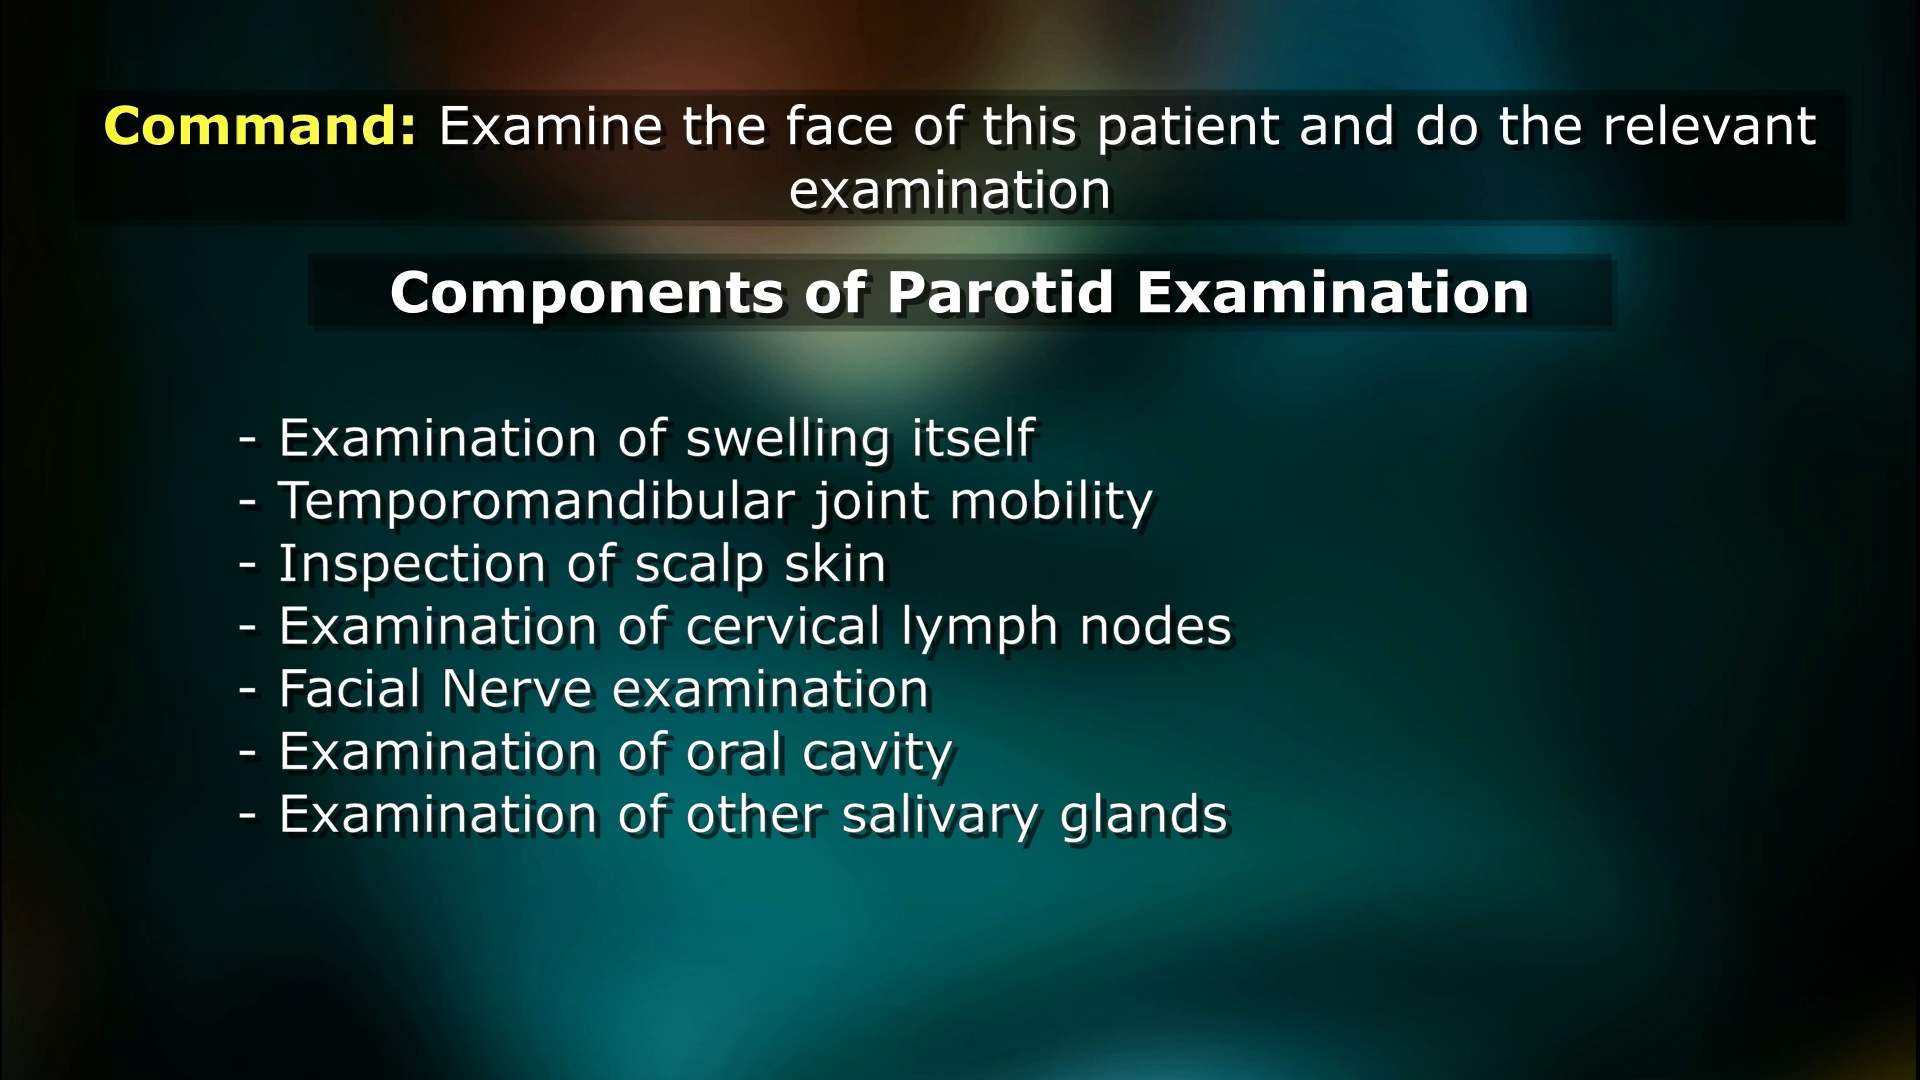 Command: Examine the face of this patient and do the relevant
examination
Components of Parotid Examination
- Examination of swelling itself
- Temporomandibular joint mobility
- Inspection of scalp skin
- Examination of cervical lymph nodes
- Facial Nerve examination
- Examination of oral cavity
- Examination of other salivary glands